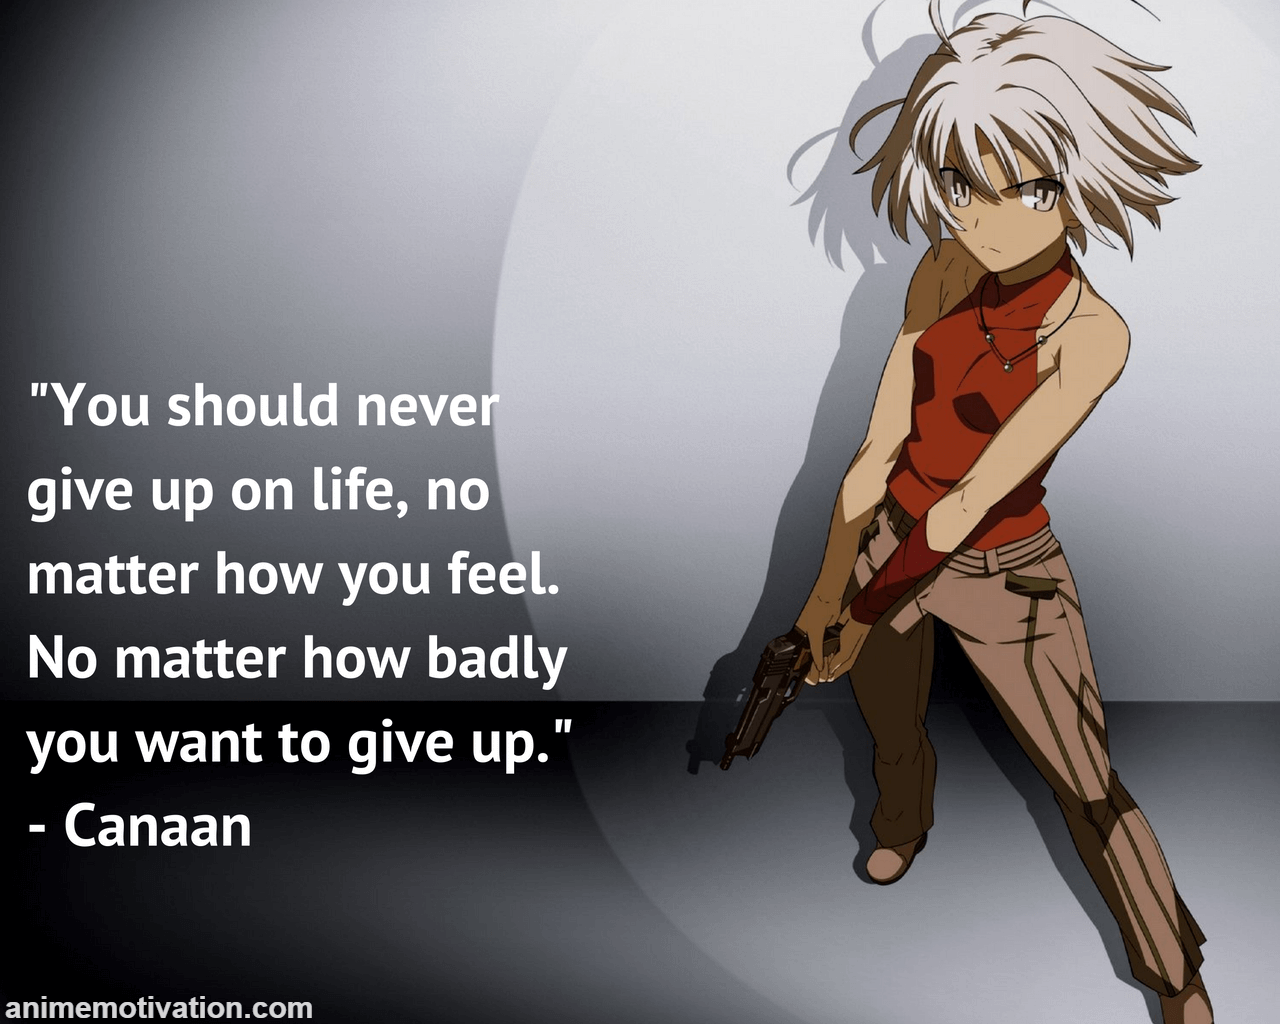 "You should never
give up on life, no
matter how you feel.
No matter how badly
you want to give up."
- Canaan
animemotivation.com